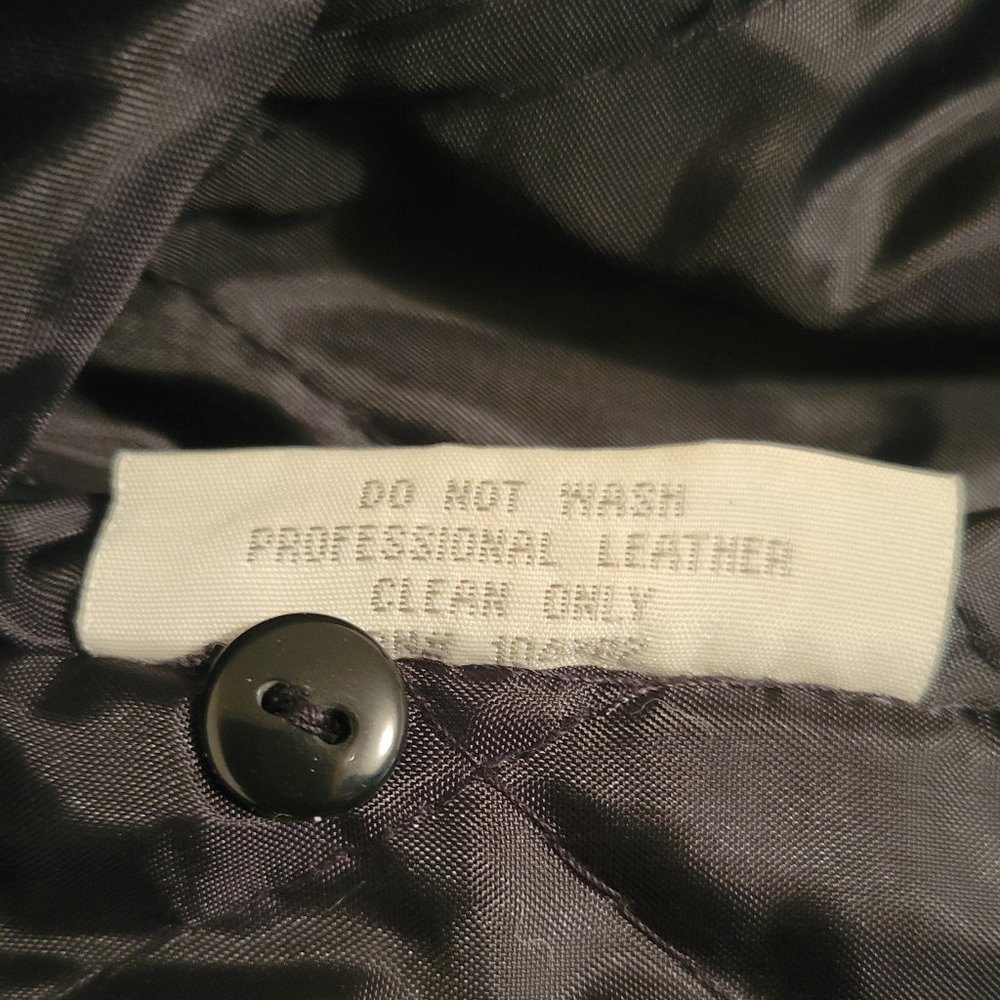 DO NOT WASH
PROFESSIONAL LEATHER
CLEAN ONLY